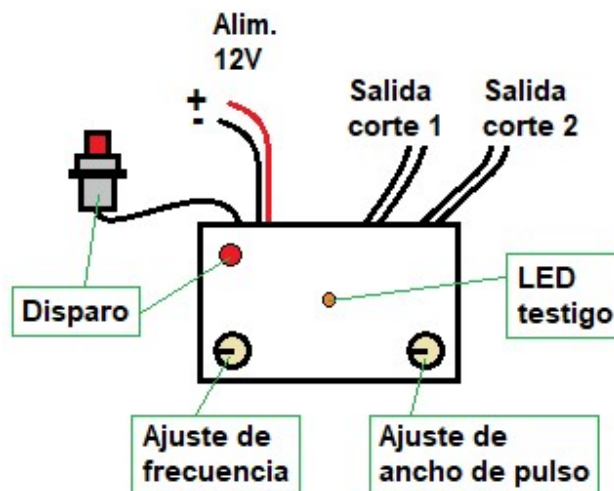 Alim.
12V
+
-
Salida
corte 1
Salida
corte 2
Disparo
LED
testigo
Ajuste de
frecuencia
Ajuste de
ancho de pulso